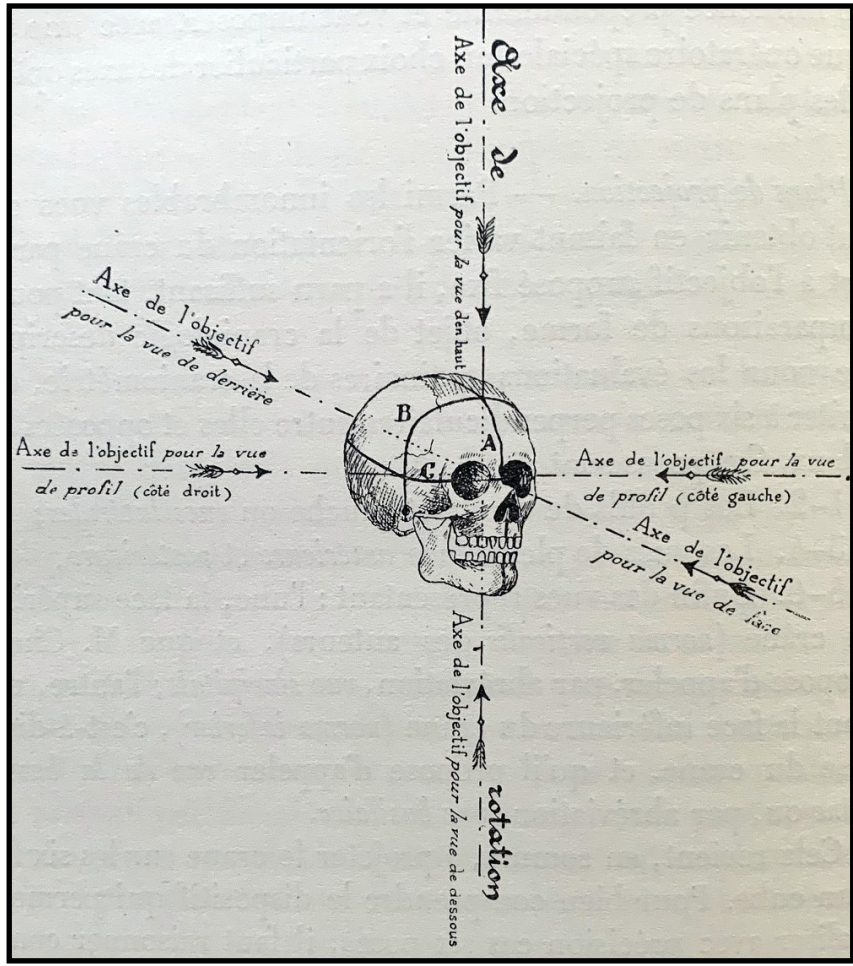 Axe de
Axe de l'objectif pour la vue d'en haut
Axe de l'objectif
pour la vue de derrière
B
A
C
Axe de l'objectif pour la vue
de profil (côté droit)
Axe de l'objectif pour la vue
de profil (côté gauche)
Axe de l'objectif
pour la vue de face
rotation
Axe de l'objectif pour la vue de dessous